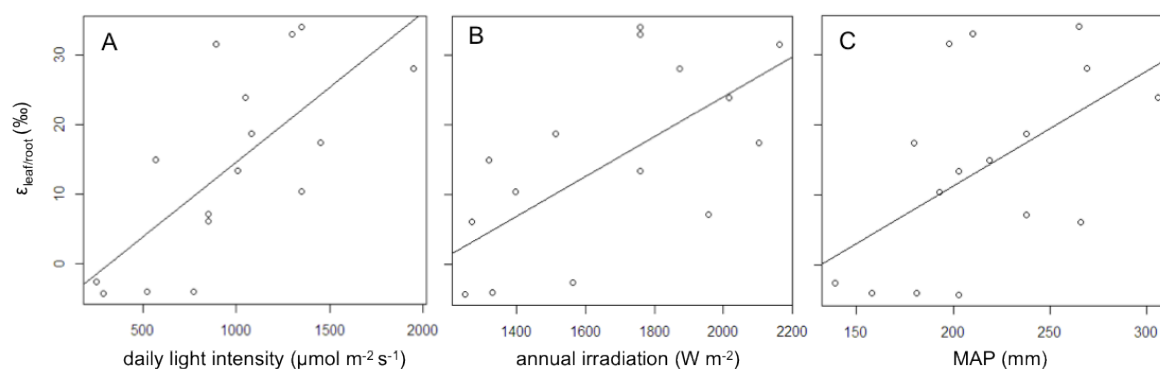 A
B
C
30
20
10
0
ε leaf/root (‰)
500 1000 1500 2000
1400 1600 1800 2000 2200
150 200 250 300
daily light intensity (µmol m⁻² s⁻¹)
annual irradiation (W m⁻²)
MAP (mm)